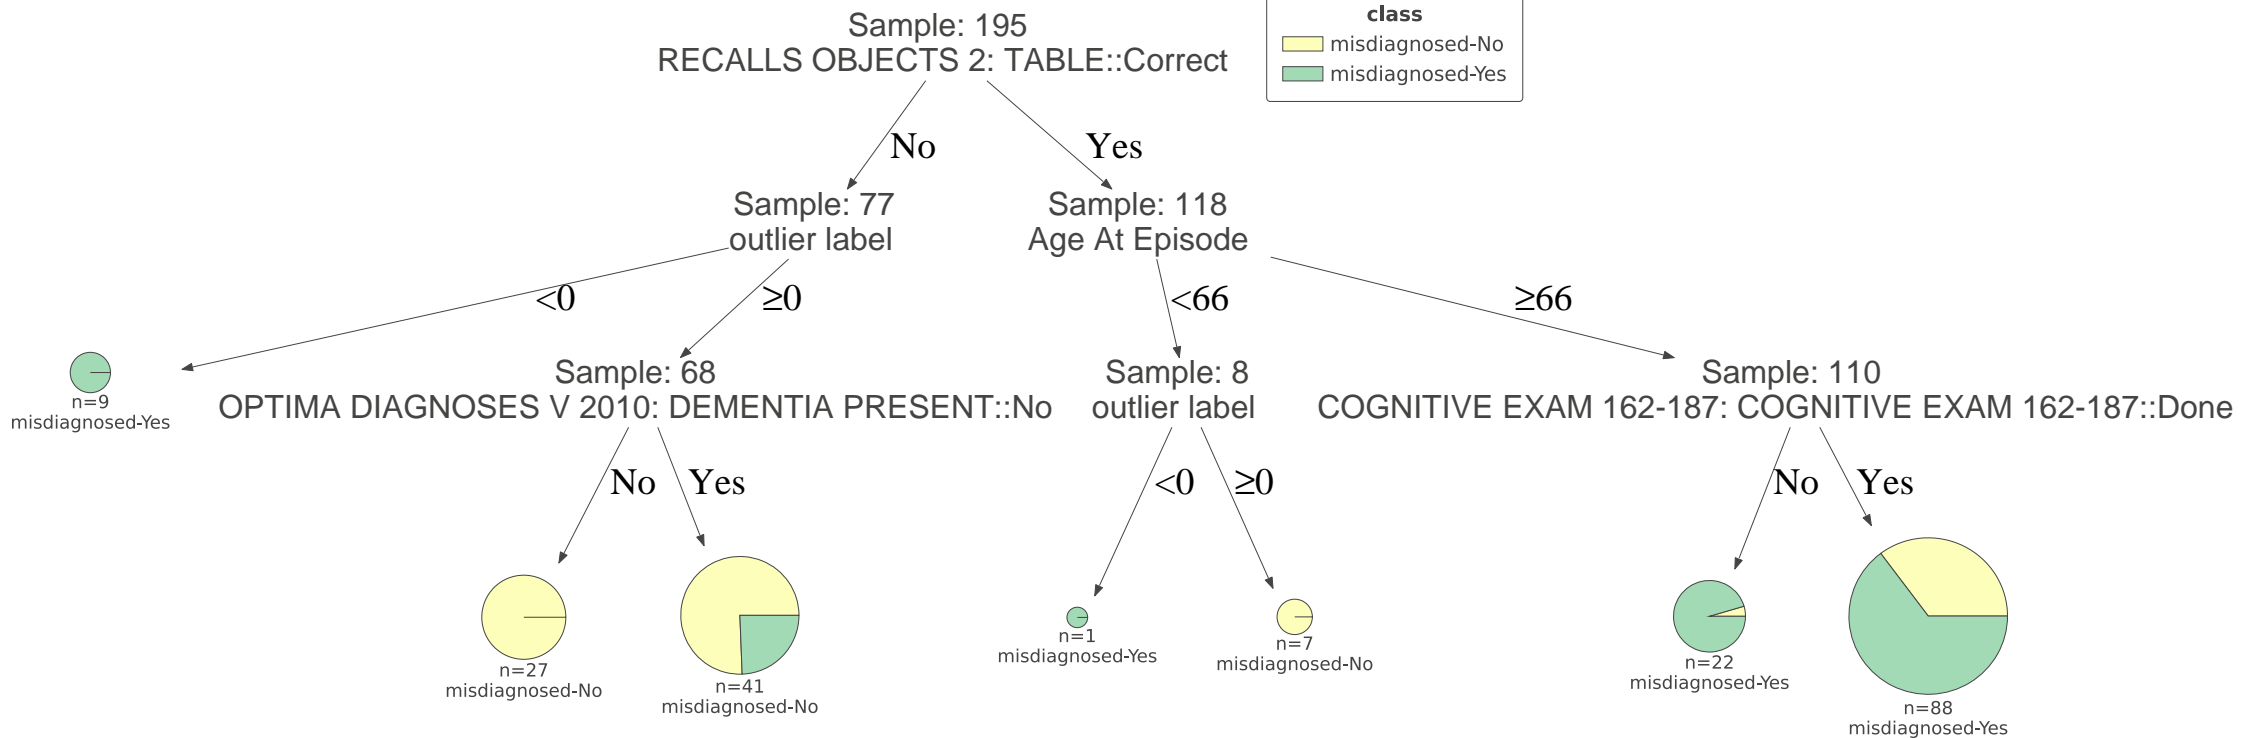 Sample: 195
RECALLS OBJECTS 2: TABLE::Correct
class
misdiagnosed-No
misdiagnosed-Yes
No
Yes
Sample: 77
outlier label
Sample: 118
Age At Episode
<0
≥0
<66
≥66
n=9
misdiagnosed-Yes
Sample: 68
OPTIMA DIAGNOSES V 2010: DEMENTIA PRESENT::No
Sample: 8
outlier label
Sample: 110
COGNITIVE EXAM 162-187: COGNITIVE EXAM 162-187::Done
No
Yes
<0
≥0
No
Yes
n=27
misdiagnosed-No
n=41
misdiagnosed-No
n=1
misdiagnosed-Yes
n=7
misdiagnosed-No
n=22
misdiagnosed-Yes
n=88
misdiagnosed-Yes